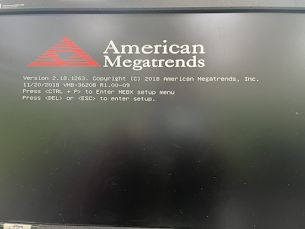 American
Megatrends
Version 2.18.1263. Copyright (C) 2018 American Megatrends, Inc.
11/20/2018 VHB-3620B R1.00-09
Press <CTRL + P> to Enter MEBX setup menu
Press <DEL> or <ESC> to enter setup.